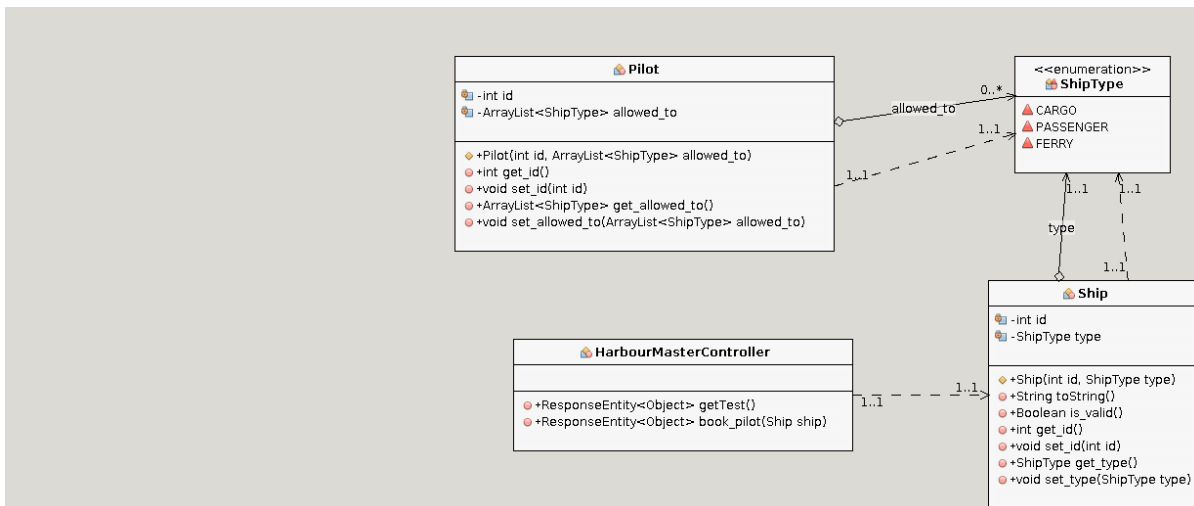 Pilot
-int id
-ArrayList<ShipType> allowed_to
+Pilot(int id, ArrayList<ShipType> allowed_to)
+int get_id()
+void set_id(int id)
+ArrayList<ShipType> get_allowed_to()
+void set_allowed_to(ArrayList<ShipType> allowed_to)
0..*
allowed_to
1..1
1..1
<<enumeration>>
ShipType
CARGO
PASSENGER
FERRY
1..1
1..1
type
1..1
HarbourMasterController
+ResponseEntity<Object> getTest()
+ResponseEntity<Object> book_pilot(Ship ship)
1..1
1..1
Ship
-int id
-ShipType type
+Ship(int id, ShipType type)
+String toString()
+Boolean is_valid()
+int get_id()
+void set_id(int id)
+ShipType get_type()
+void set_type(ShipType type)